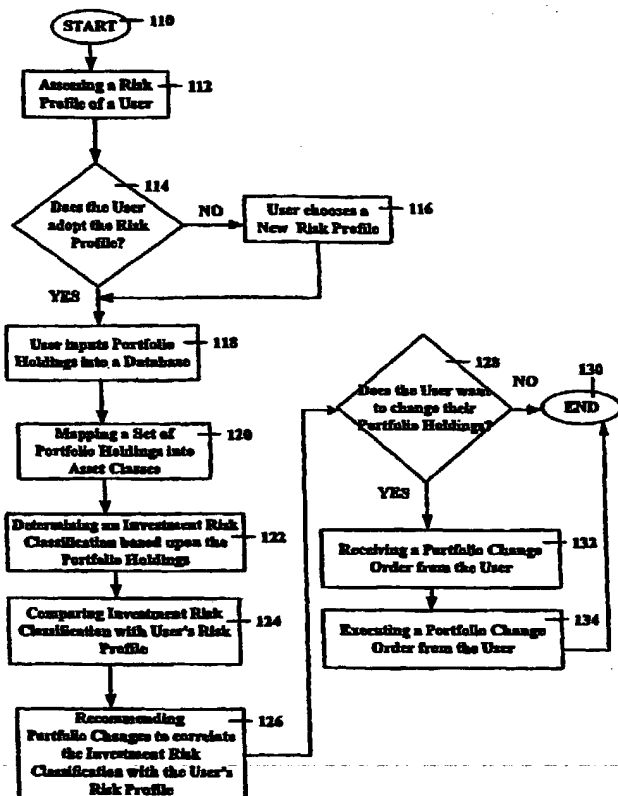 START
110
Assessing a Risk
Profile of a User
112
114
Does the User
adopt the Risk
Profile?
NO
User chooses a
New Risk Profile
116
YES
User inputs Portfolio
Holdings into a Database
118
Mapping a Set of
Portfolio Holdings into
Asset Classes
120
Determining an Investment Risk
Classification based upon the
Portfolio Holdings
122
Comparing Investment Risk
Classification with User's Risk
Profile
124
Recommending
Portfolio Changes to correlate
the Investment Risk
Classification with the User's
Risk Profile
126
128
Does the User want
to change their
Portfolio Holdings?
NO
130
END
YES
Receiving a Portfolio Change
Order from the User
132
Executing a Portfolio Change
Order from the User
134